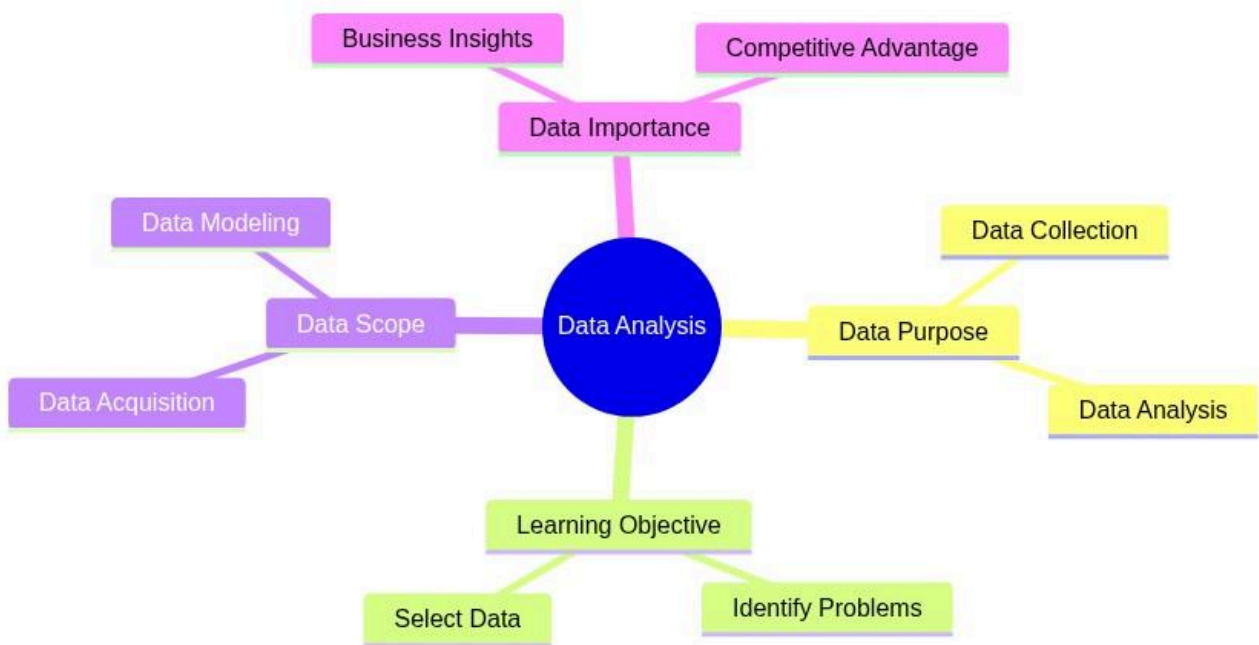 Business Insights
Competitive Advantage
Data Importance
Data Modeling
Data Collection
Data Scope
Data Analysis
Data Purpose
Data Acquisition
Data Analysis
Learning Objective
Select Data
Identify Problems